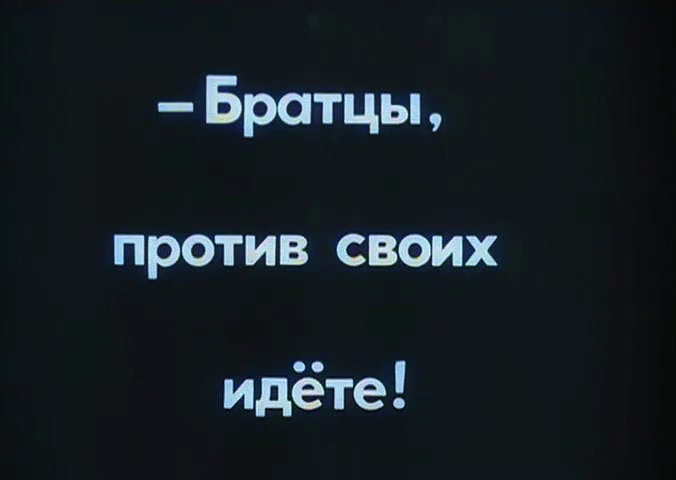 – Братцы,
против своих
идёте!